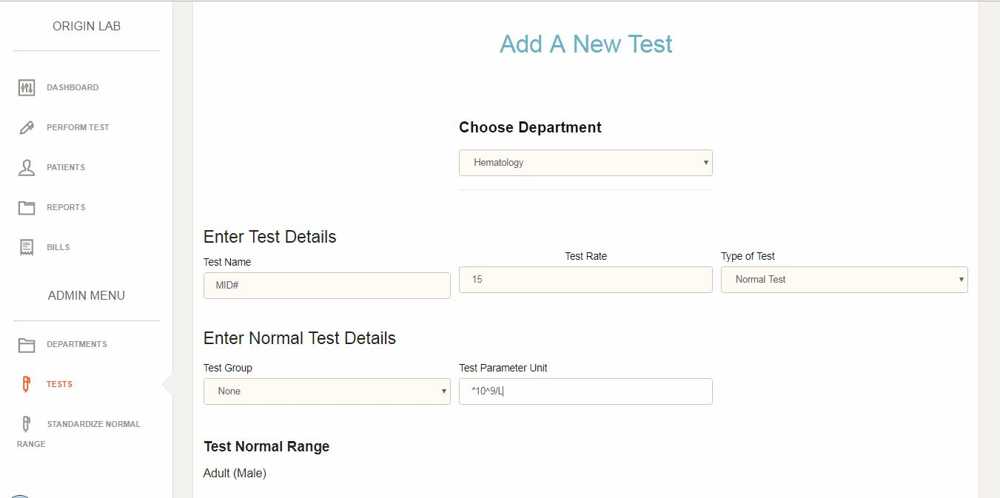 ORIGIN LAB
DASHBOARD
PERFORM TEST
PATIENTS
REPORTS
BILLS
ADMIN MENU
DEPARTMENTS
TESTS
STANDARDIZE NORMAL
RANGE
Add A New Test
Choose Department
Hematology
Enter Test Details
Test Name
Test Rate
Type of Test
MID#
15
Normal Test
Enter Normal Test Details
Test Group
Test Parameter Unit
None
*10^9/L
Test Normal Range
Adult (Male)